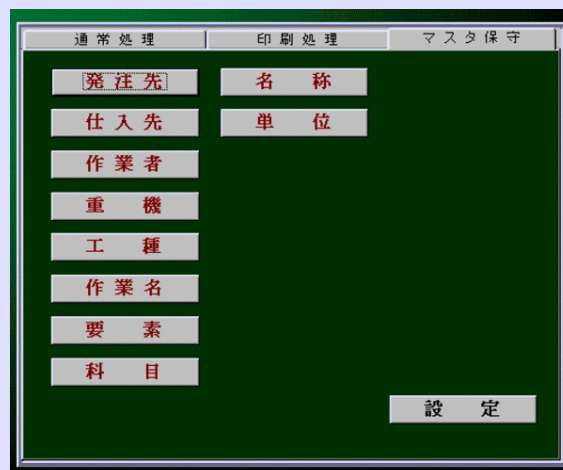 通常処理 印刷処理 マスタ保守
発注先 名称
仕入先 単位
作業者
重機
工種
作業名
要素
科目
設定